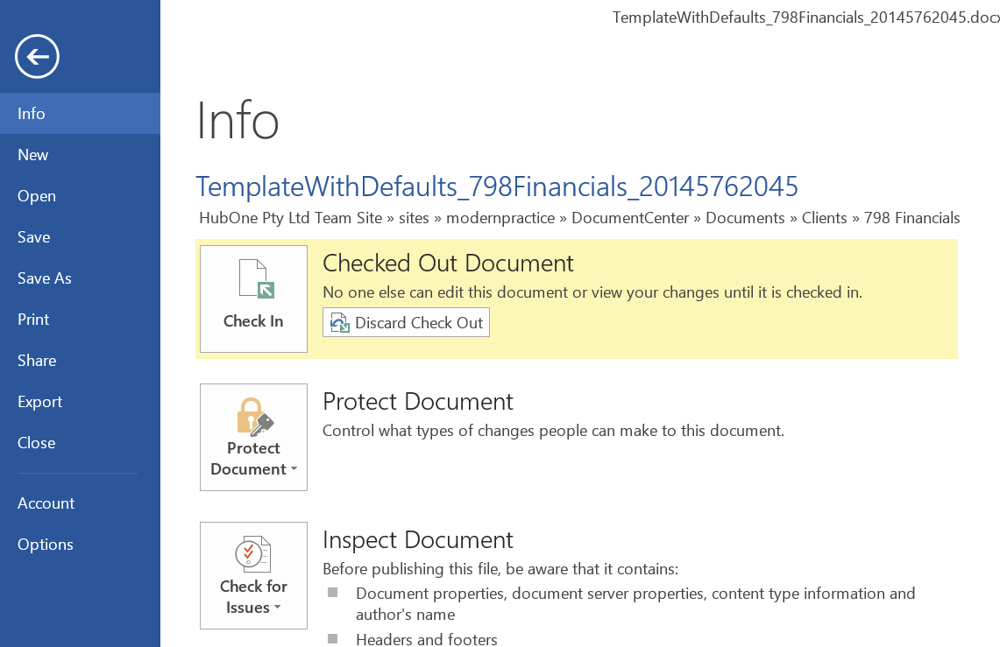 TemplateWithDefaults_798Financials_20145762045.docx
Info
New
Open
Save
Save As
Print
Share
Export
Close
Account
Options
Info
TemplateWithDefaults_798Financials_20145762045
HubOne Pty Ltd Team Site » sites » modernpractice » DocumentCenter » Documents » Clients » 798 Financials
Check In
Checked Out Document
No one else can edit this document or view your changes until it is checked in.
Discard Check Out
Protect
Document
Protect Document
Control what types of changes people can make to this document.
Check for
Issues
Inspect Document
Before publishing this file, be aware that it contains:
Document properties, document server properties, content type information and
author's name
Headers and footers